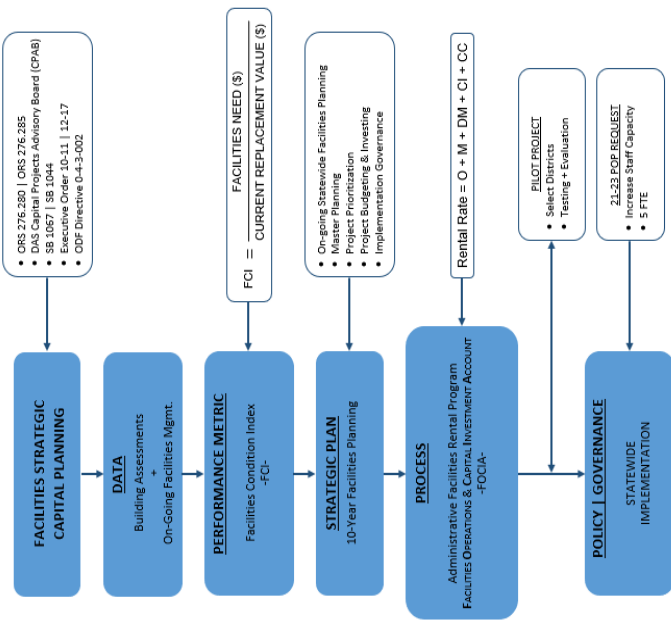 FACILITIES STRATEGIC
CAPITAL PLANNING
• ORS 276.280 | ORS 276.285
• DAS Capital Projects Advisory Board (CPAB)
• SB 1067 | SB 1044
• Executive Order 10-11 | 12-17
• ODF Directive 0-4-3-002
DATA
Building Assessments
+
On-Going Facilities Mgmt.
PERFORMANCE METRIC
Facilities Condition Index
-FCI-
FACILITIES NEED ($)
FCI =
CURRENT REPLACEMENT VALUE ($)
STRATEGIC PLAN
10-Year Facilities Planning
• On-going Statewide Facilities Planning
• Master Planning
• Project Prioritization
• Project Budgeting & Investing
• Implementation Governance
PROCESS
Administrative Facilities Rental Program
FACILITIES OPERATIONS & CAPITAL INVESTMENT ACCOUNT
-FOCIA-
Rental Rate = O + M + DM + CI + CC
PILOT PROJECT
• Select Districts
• Testing + Evaluation
POLICY | GOVERNANCE
STATEWIDE
IMPLEMENTATION
21-23 POP REQUEST
• Increase Staff Capacity
• 5 FTE